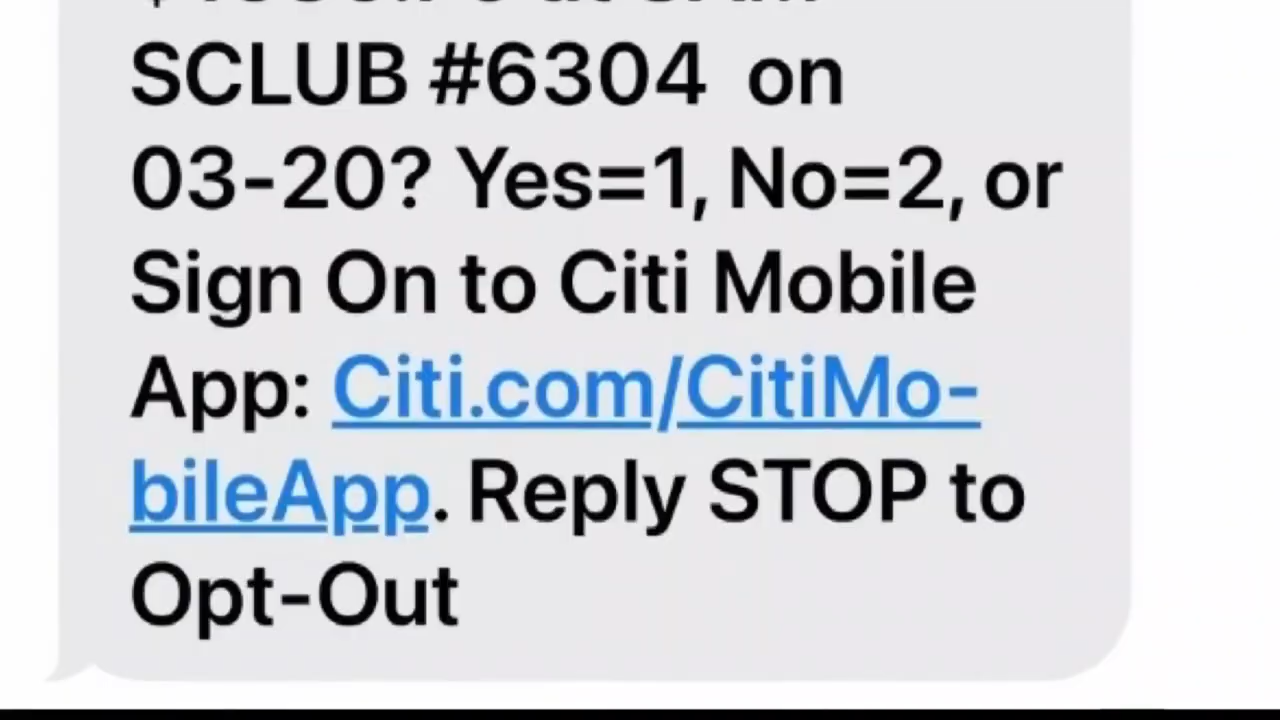 SCLUB #6304 on
03-20? Yes=1, No=2, or
Sign On to Citi Mobile
App: Citi.com/CitiMo-
bileApp. Reply STOP to
Opt-Out